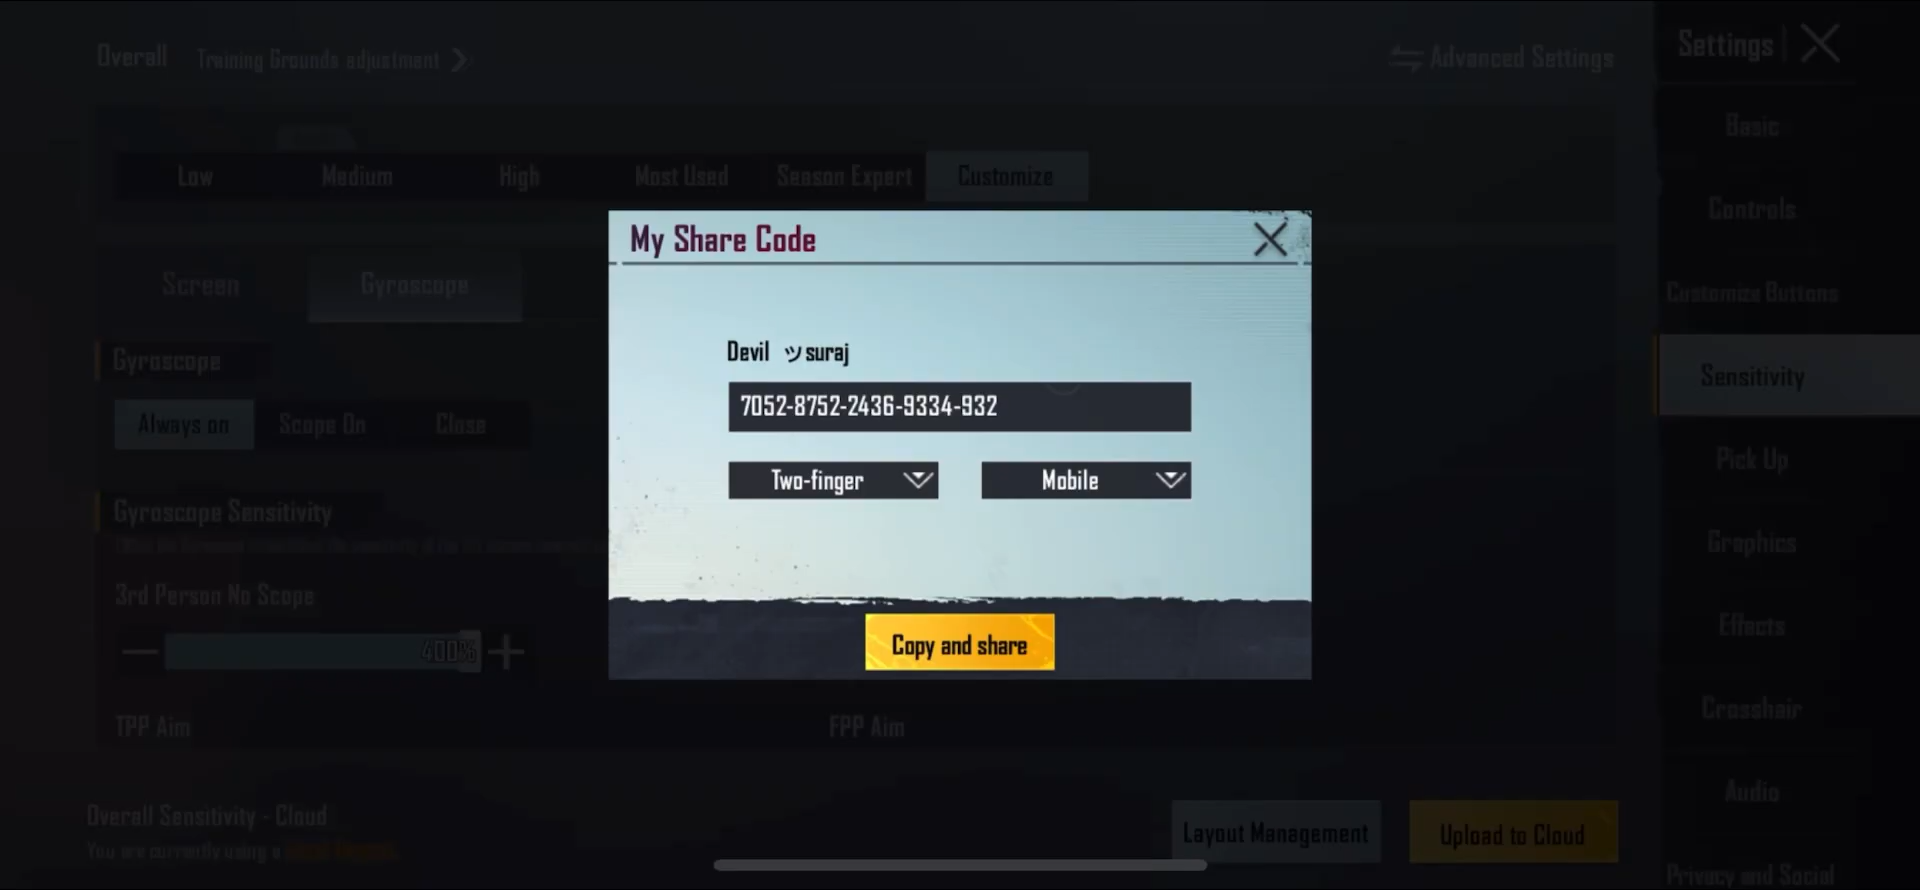 Overall Training Grounds adjustment
Advanced Settings
Settings
Low Medium High Most Used Season Expert Customize
Basic
Controls
Customize Buttons
Sensitivity
Pick Up
Graphics
Effects
Crosshair
Audio
Privacy and Social
Screen Gyroscope
Gyroscope
Always on Scope On Close
Gyroscope Sensitivity
3rd Person No Scope
400%
TPP Aim FPP Aim
My Share Code
Devil ッsuraj
7052-8752-2436-9334-932
Two-finger Mobile
Copy and share
Overall Sensitivity - Cloud
You are currently using a
Layout Management Upload to Cloud